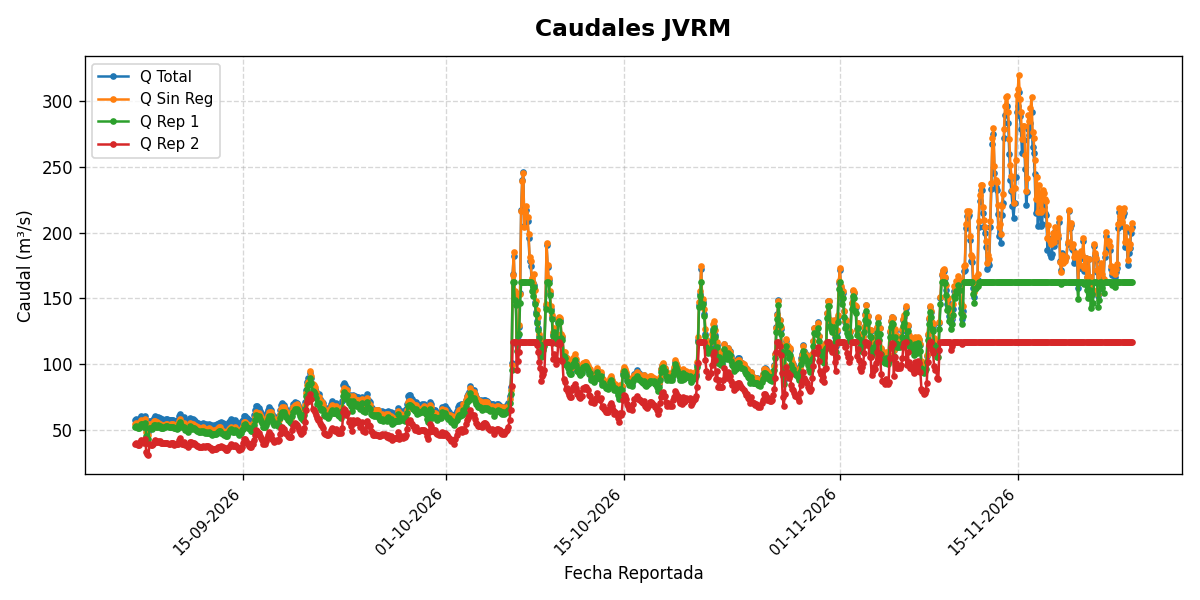 Caudales JVRM
Q Total
Q Sin Reg
Q Rep 1
Q Rep 2
Caudal (m³/s)
300
250
200
150
100
50
15-09-2026
01-10-2026
15-10-2026
01-11-2026
15-11-2026
Fecha Reportada